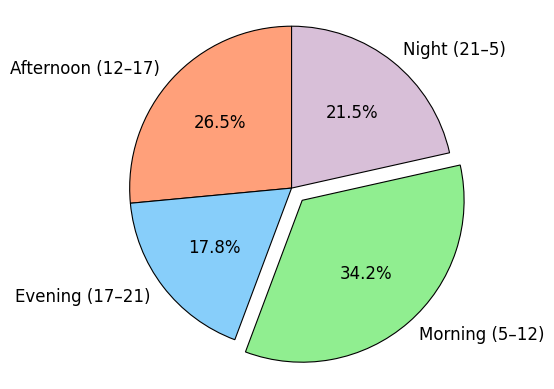 Night (21–5)
Afternoon (12–17)
21.5%
26.5%
17.8%
34.2%
Evening (17–21)
Morning (5–12)